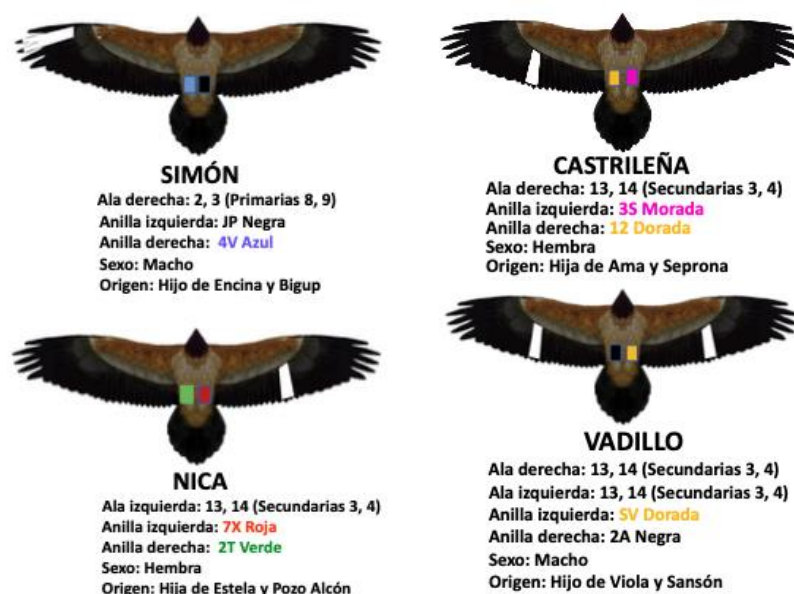 SIMÓN
Ala derecha: 2, 3 (Primarias 8, 9)
Anilla izquierda: JP Negra
Anilla derecha: 4V Azul
Sexo: Macho
Origen: Hijo de Encina y Bigup
CASTRILEÑA
Ala derecha: 13, 14 (Secundarias 3, 4)
Anilla izquierda: 3S Morada
Anilla derecha: 12 Dorada
Sexo: Hembra
Origen: Hija de Ama y Seprona
NICA
Ala izquierda: 13, 14 (Secundarias 3, 4)
Anilla izquierda: 7X Roja
Anilla derecha: 2T Verde
Sexo: Hembra
Origen: Hija de Estela y Pozo Alcón
VADILLO
Ala derecha: 13, 14 (Secundarias 3, 4)
Ala izquierda: 13, 14 (Secundarias 3, 4)
Anilla izquierda: SV Dorada
Anilla derecha: 2A Negra
Sexo: Macho
Origen: Hijo de Viola y Sansón